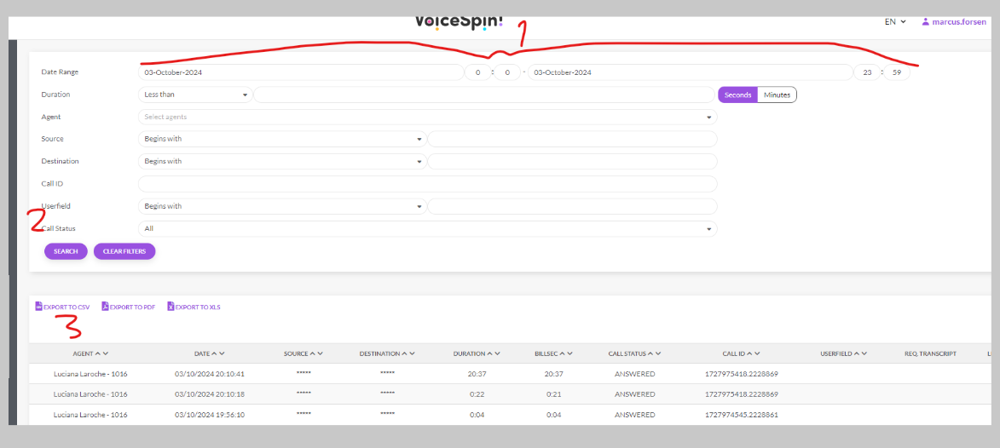 VoiceSpin!
EN marcus.forsen
1
Date Range 03-October-2024 0 : 0 - 03-October-2024 23 : 59
Duration Less than Seconds Minutes
Agent Select agents
Source Begins with
Destination Begins with
Call ID
Userfield Begins with
2
Call Status All
SEARCH CLEAR FILTERS
EXPORT TO CSV EXPORT TO PDF EXPORT TO XLS
3
AGENT DATE SOURCE DESTINATION DURATION BILLSEC CALL STATUS CALL ID USERFIELD REQ. TRANSCRIPT
Luciana Laroche - 1016 03/10/2024 20:10:41 ***** ***** 20:37 20:37 ANSWERED 1727975418.2228869
Luciana Laroche - 1016 03/10/2024 20:10:18 ***** ***** 0:22 0:21 ANSWERED 1727975418.2228869
Luciana Laroche - 1016 03/10/2024 19:56:10 ***** ***** 0:04 0:04 ANSWERED 1727974545.2228861